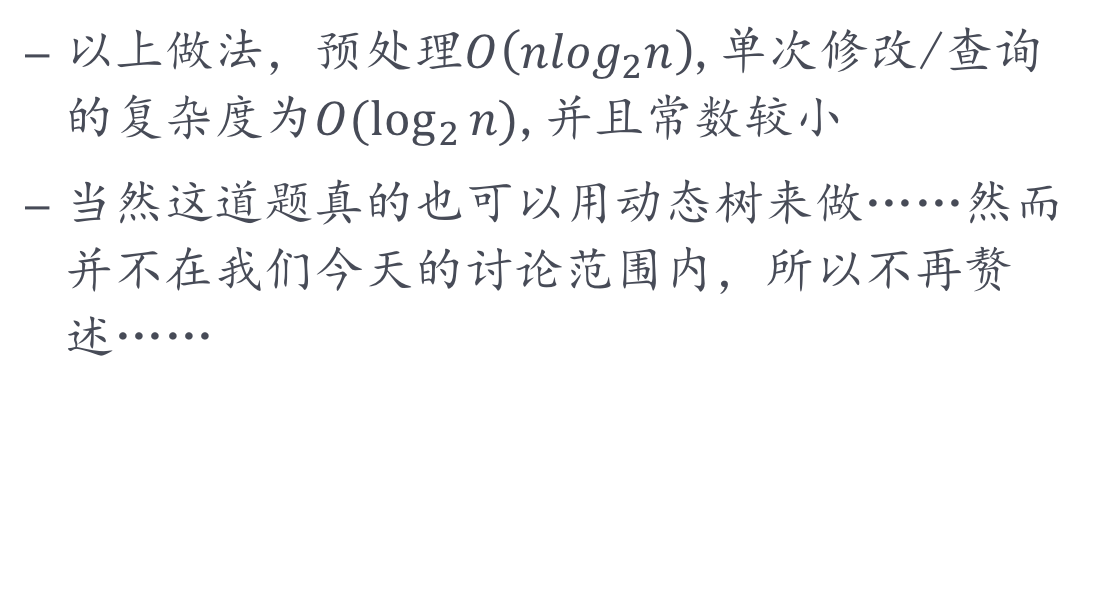 – 以上做法，预处理O(nlog₂n), 单次修改/查询
的复杂度为O(log₂ n), 并且常数较小
– 当然这道题真的也可以用动态树来做……然而
并不在我们今天的讨论范围内，所以不再赘
述……